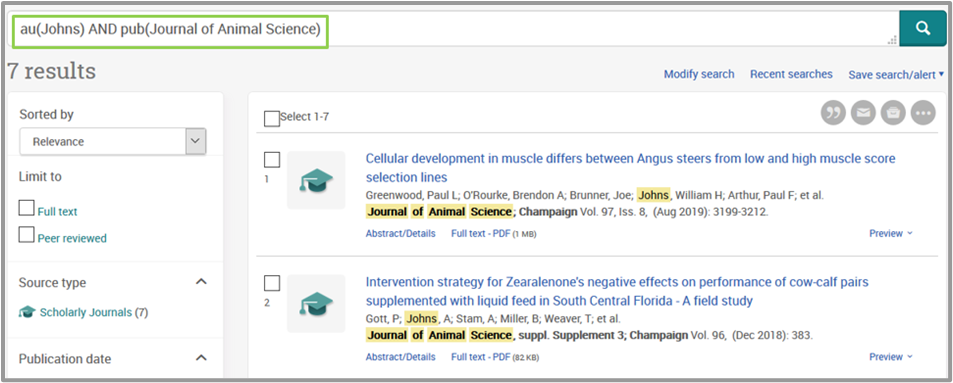 au(Johns) AND pub(Journal of Animal Science)
7 results
Modify search
Recent searches
Save search/alert
Sorted by
Relevance
Limit to
Full text
Peer reviewed
Source type
Scholarly Journals (7)
Publication date
Select 1-7
1
Cellular development in muscle differs between Angus steers from low and high muscle score
selection lines
Greenwood, Paul L; O'Rourke, Brendon A; Brunner, Joe; Johns, William H; Arthur, Paul F; et al.
Journal of Animal Science; Champaign Vol. 97, Iss. 8, (Aug 2019): 3199-3212.
Abstract/Details Full text - PDF (1 MB) Preview
2
Intervention strategy for Zearalenone's negative effects on performance of cow-calf pairs
supplemented with liquid feed in South Central Florida - A field study
Gott, P; Johns, A; Stam, A; Miller, B; Weaver, T; et al.
Journal of Animal Science, suppl. Supplement 3; Champaign Vol. 96, (Dec 2018): 383.
Abstract/Details Full text - PDF (82 KB) Preview